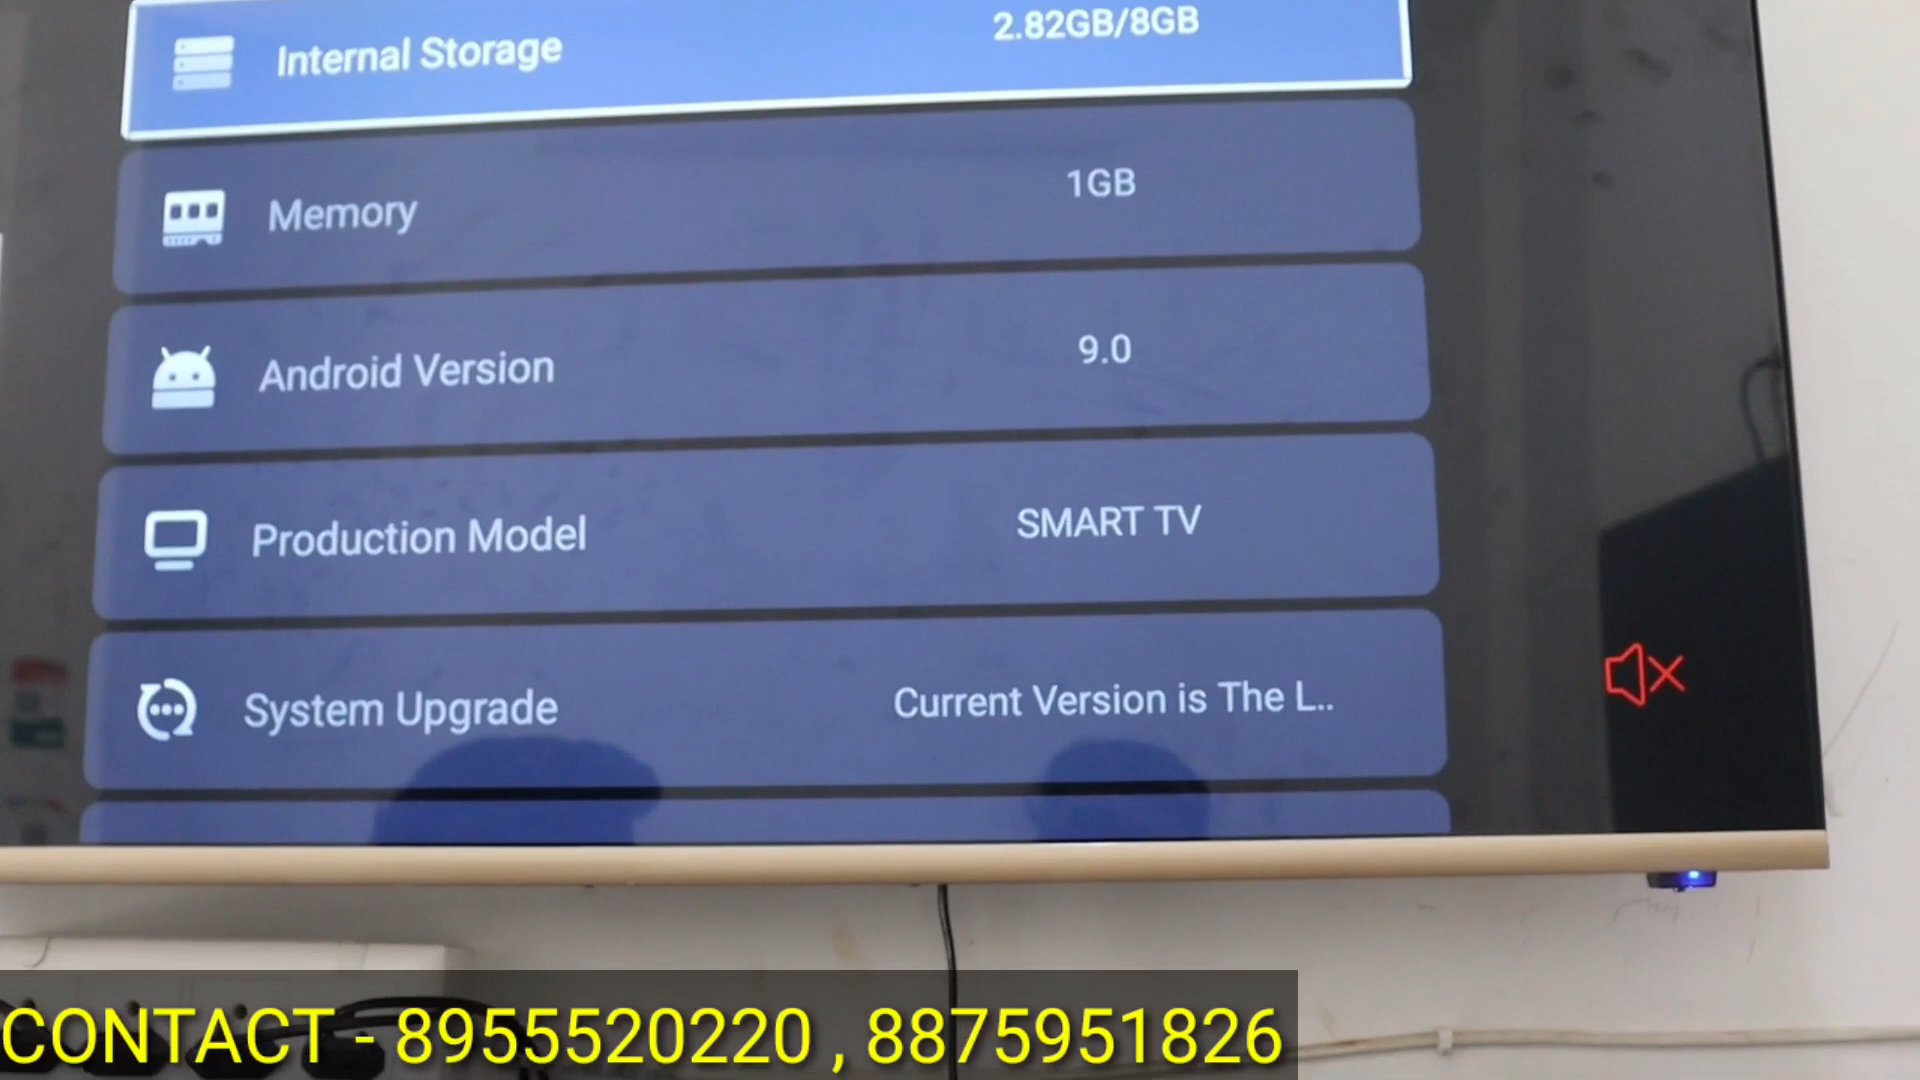 Internal Storage 2.82GB/8GB
Memory 1GB
Android Version 9.0
Production Model SMART TV
System Upgrade Current Version is The L..
CONTACT - 8955520220 , 8875951826